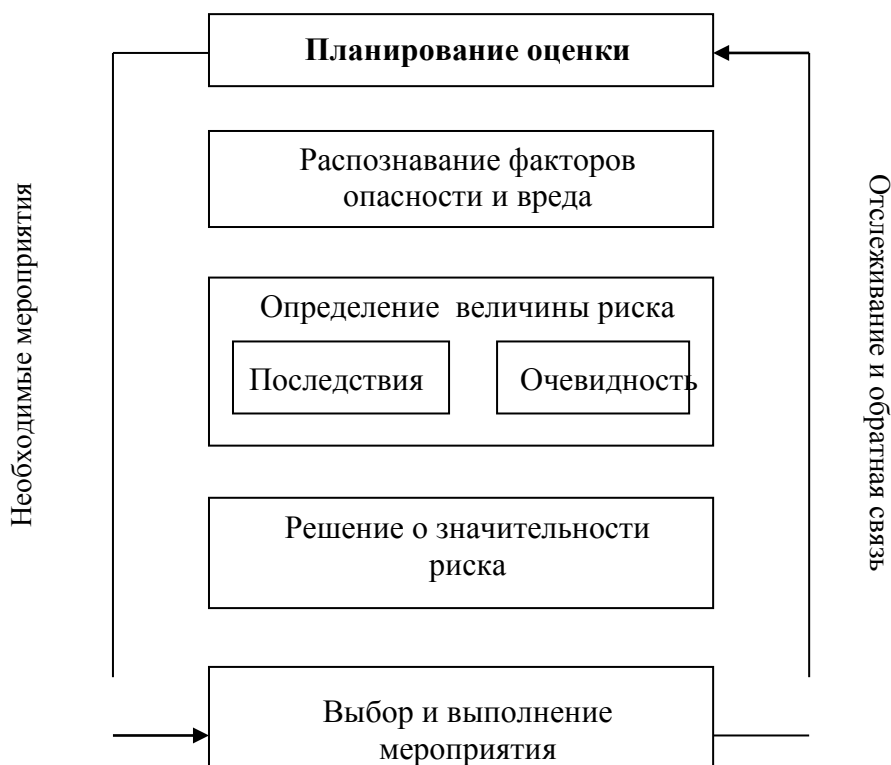 Планирование оценки
Распознавание факторов
опасности и вреда
Определение величины риска
Последствия
Очевидность
Решение о значительности
риска
Выбор и выполнение
мероприятия
Необходимые мероприятия
Отслеживание и обратная связь